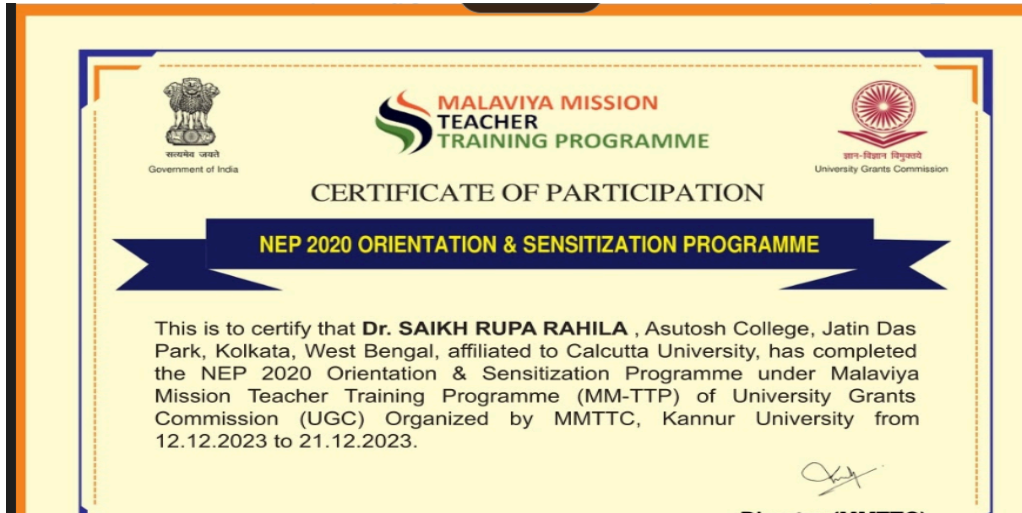 MALAVIYA MISSION
TEACHER
TRAINING PROGRAMME
सत्यमेव जयते
Government of India
ज्ञान-विज्ञान विमुक्तये
University Grants Commission
CERTIFICATE OF PARTICIPATION
NEP 2020 ORIENTATION & SENSITIZATION PROGRAMME
This is to certify that Dr. SAIKH RUPA RAHILA , Asutosh College, Jatin Das
Park, Kolkata, West Bengal, affiliated to Calcutta University, has completed
the NEP 2020 Orientation & Sensitization Programme under Malaviya
Mission Teacher Training Programme (MM-TTP) of University Grants
Commission (UGC) Organized by MMTTC, Kannur University from
12.12.2023 to 21.12.2023.
Director (MMTTC)